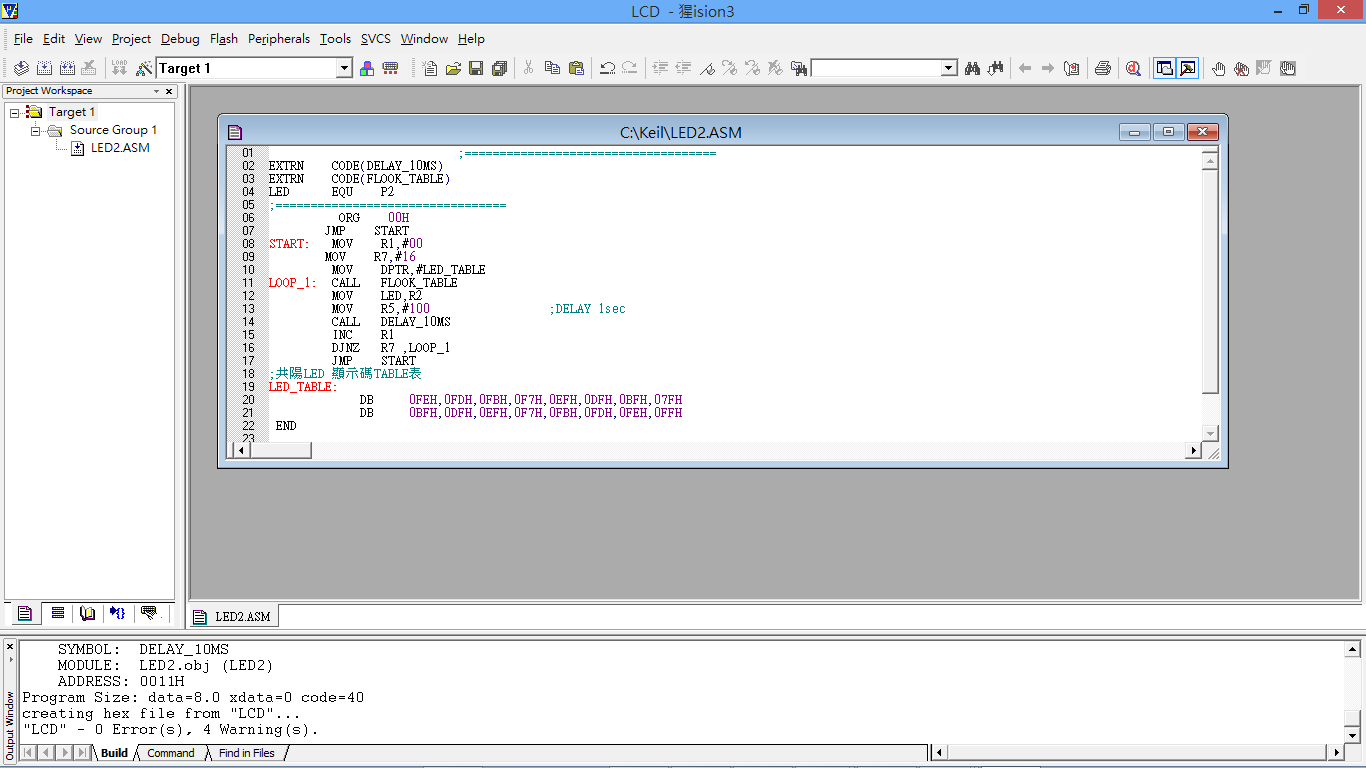 LCD - 猩ision3
File Edit View Project Debug Flash Peripherals Tools SVCS Window Help
LOAD Target 1
Project Workspace
Target 1
Source Group 1
LED2.ASM
C:\Keil\LED2.ASM
01 ;====================================
02 EXTRN CODE(DELAY_10MS)
03 EXTRN CODE(FLOOK_TABLE)
04 LED EQU P2
05 ;=================================
06 ORG 00H
07 JMP START
08 START: MOV R1,#00
09 MOV R7,#16
10 MOV DPTR,#LED_TABLE
11 LOOP_1: CALL FLOOK_TABLE
12 MOV LED,R2
13 MOV R5,#100 ;DELAY 1sec
14 CALL DELAY_10MS
15 INC R1
16 DJNZ R7 ,LOOP_1
17 JMP START
18 ;共陽LED 顯示碼TABLE表
19 LED_TABLE:
20 DB 0FEH,0FDH,0FBH,0F7H,0EFH,0DFH,0BFH,07FH
21 DB 0BFH,0DFH,0EFH,0F7H,0FBH,0FDH,0FEH,0FFH
22 END
23
LED2.ASM
SYMBOL: DELAY_10MS
MODULE: LED2.obj (LED2)
ADDRESS: 0011H
Program Size: data=8.0 xdata=0 code=40
creating hex file from "LCD"...
"LCD" - 0 Error(s), 4 Warning(s).
Output Window
Build Command Find in Files